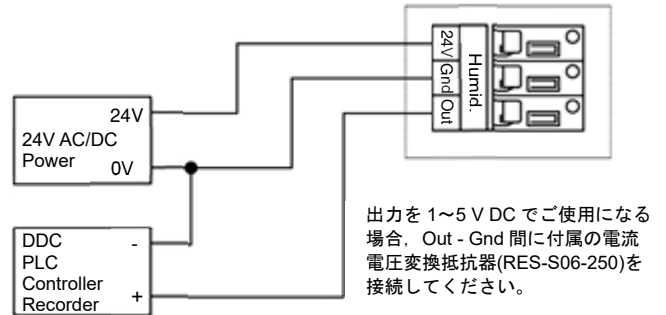 24V
Gnd
Out
Humid.
24V
24V AC/DC
Power
0V
DDC
PLC
Controller
Recorder
-
+
出力を 1～5 V DC でご使用になる
場合，Out - Gnd 間に付属の電流
電圧変換抵抗器(RES-S06-250)を
接続してください。